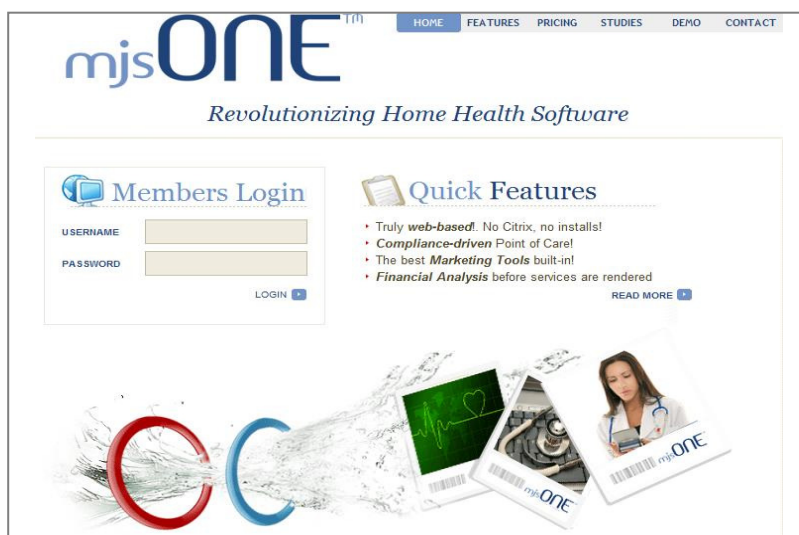 mjsONE™
HOME FEATURES PRICING STUDIES DEMO CONTACT
Revolutionizing Home Health Software
Members Login
USERNAME
PASSWORD
LOGIN
Quick Features
Truly web-based!. No Citrix, no installs!
Compliance-driven Point of Care!
The best Marketing Tools built-in!
Financial Analysis before services are rendered
READ MORE
mjsONE
mjsONE